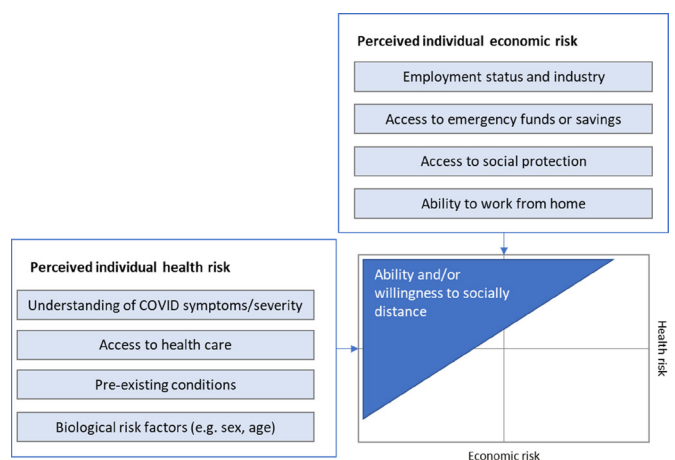 Perceived individual economic risk
Employment status and industry
Access to emergency funds or savings
Access to social protection
Ability to work from home
Perceived individual health risk
Understanding of COVID symptoms/severity
Access to health care
Pre-existing conditions
Biological risk factors (e.g. sex, age)
Ability and/or
willingness to socially
distance
Health risk
Economic risk